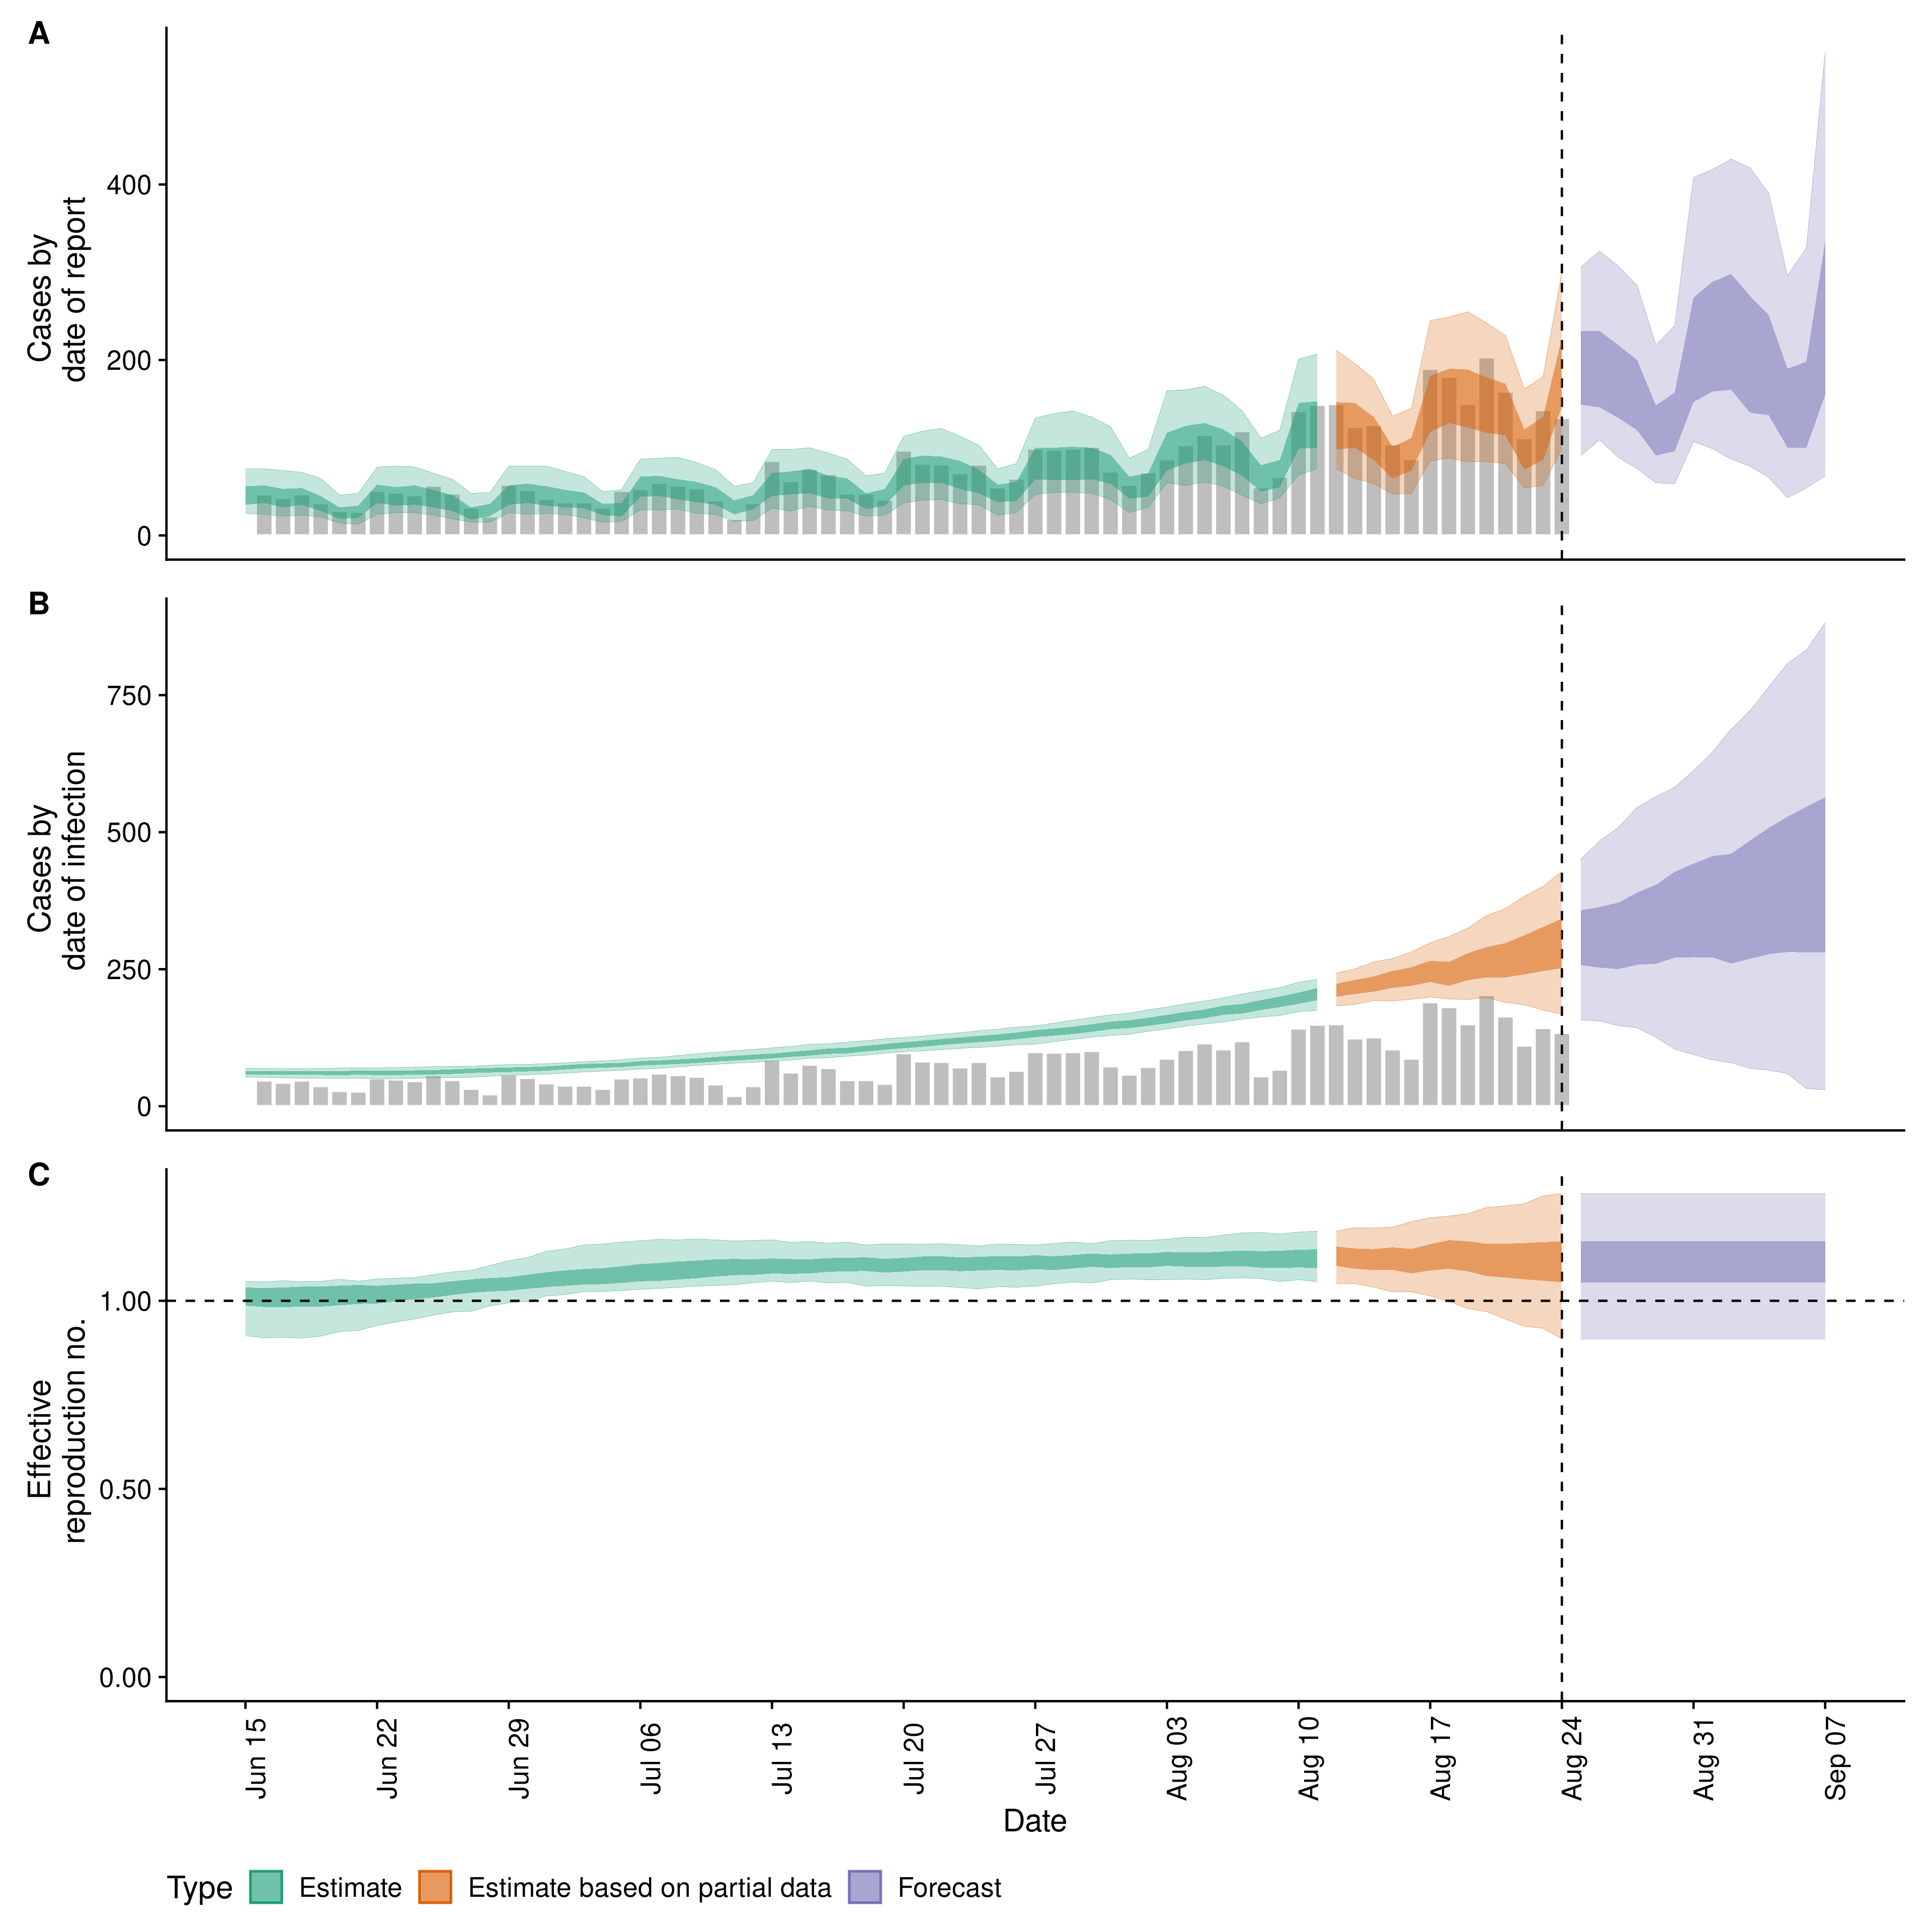 A
Cases by
date of report
400
200
0
B
Cases by
date of infection
750
500
250
0
C
Effective
reproduction no.
1.00
0.50
0.00
Jun 15
Jun 22
Jun 29
Jul 06
Jul 13
Jul 20
Jul 27
Aug 03
Aug 10
Aug 17
Aug 24
Aug 31
Sep 07
Date
Type Estimate Estimate based on partial data Forecast